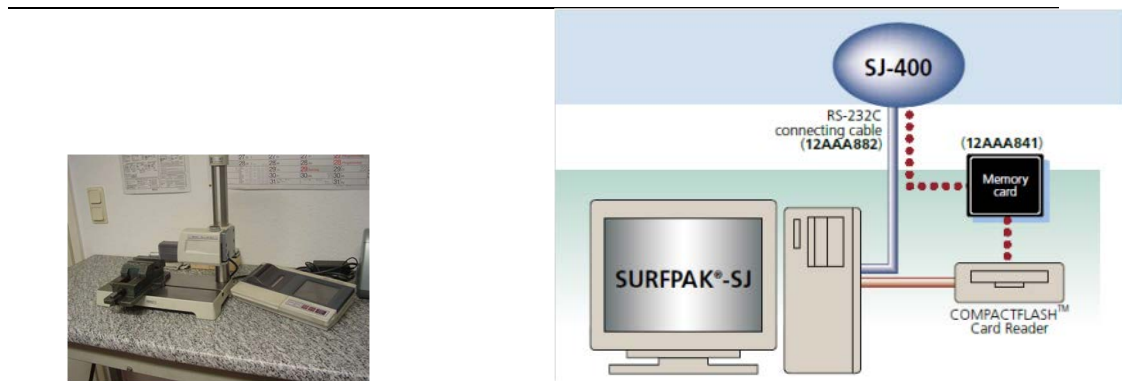 SJ-400
RS-232C
connecting cable
(12AAA882)
(12AAA841)
Memory
card
SURFPAK®-SJ
COMPACTFLASH™
Card Reader